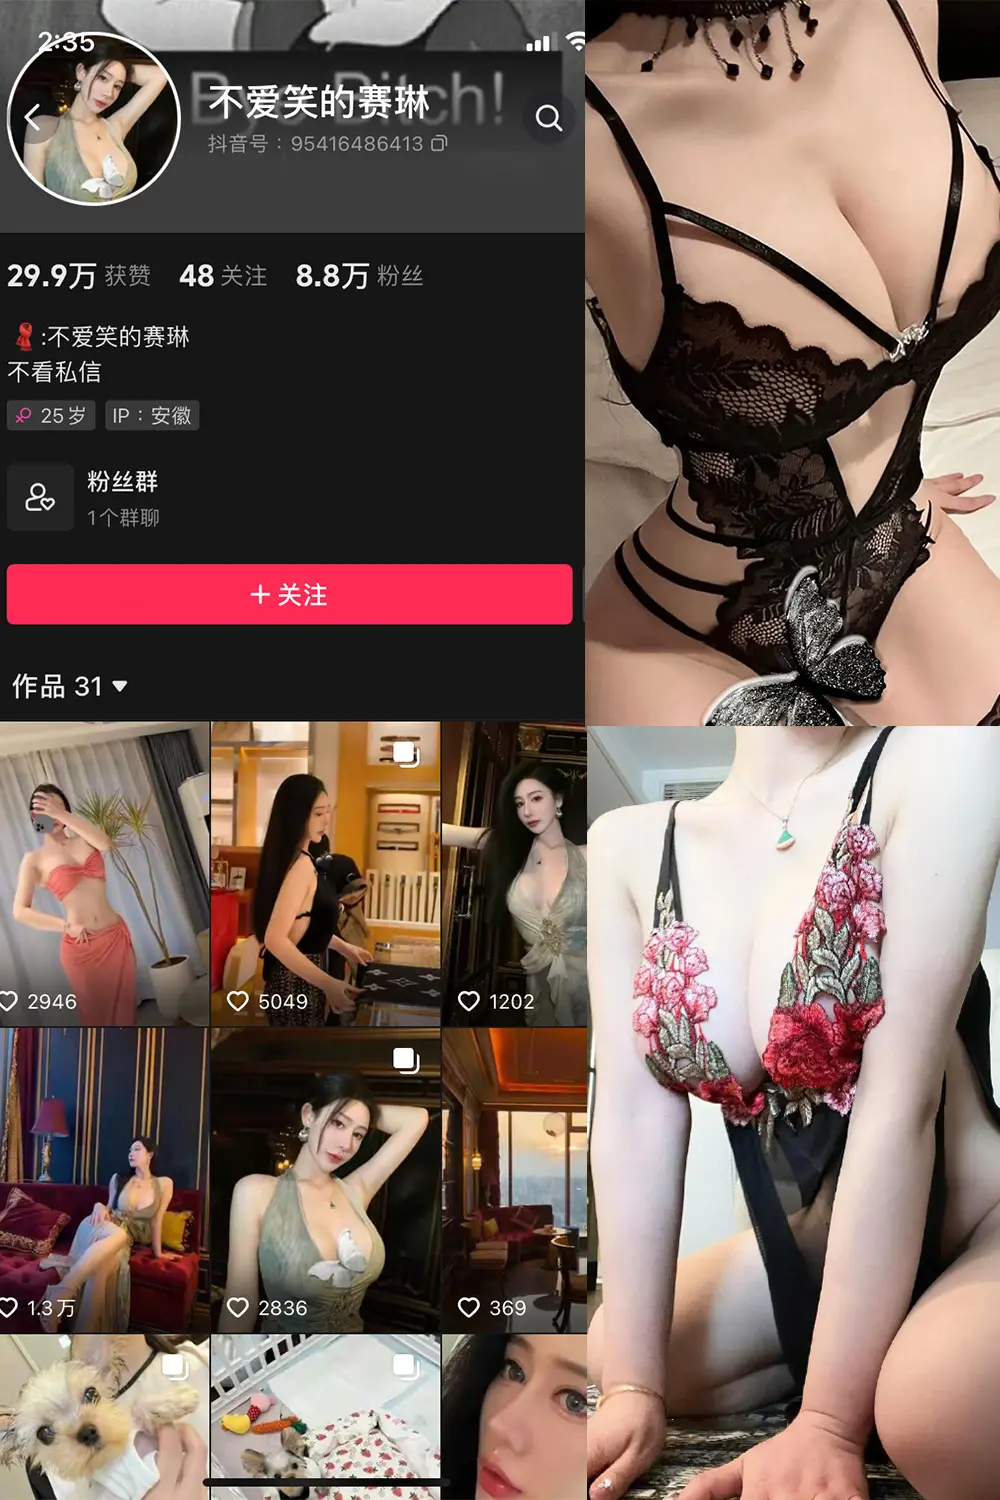 2:35
Bye Bitch!
不爱笑的赛琳
抖音号：95416486413
29.9万 获赞 48 关注 8.8万 粉丝
:不爱笑的赛琳
不看私信
25岁 IP：安徽
粉丝群
1个群聊
+ 关注
作品 31
2946
5049
1202
1.3万
2836
369